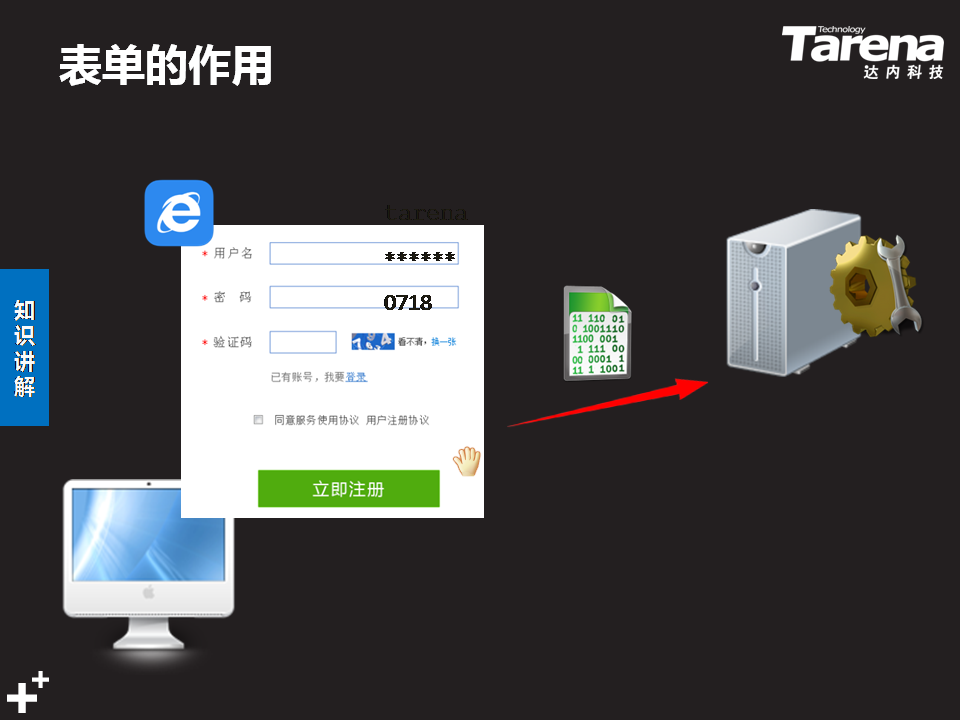 表单的作用
Technology
Tarena
达内科技
tarena
* 用户名
******
* 密 码
0718
* 验证码
看不清，换一张
已有账号，我要登录
同意服务使用协议 用户注册协议
立即注册
知识讲解
11 110 01
0 1001110
1100 001
1 111 00
00 0001 1
11 1 1001